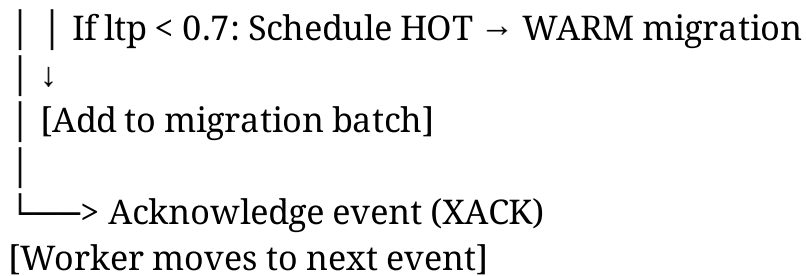 │ │ If ltp < 0.7: Schedule HOT → WARM migration
│ ↓
│ [Add to migration batch]
│
└──> Acknowledge event (XACK)
[Worker moves to next event]